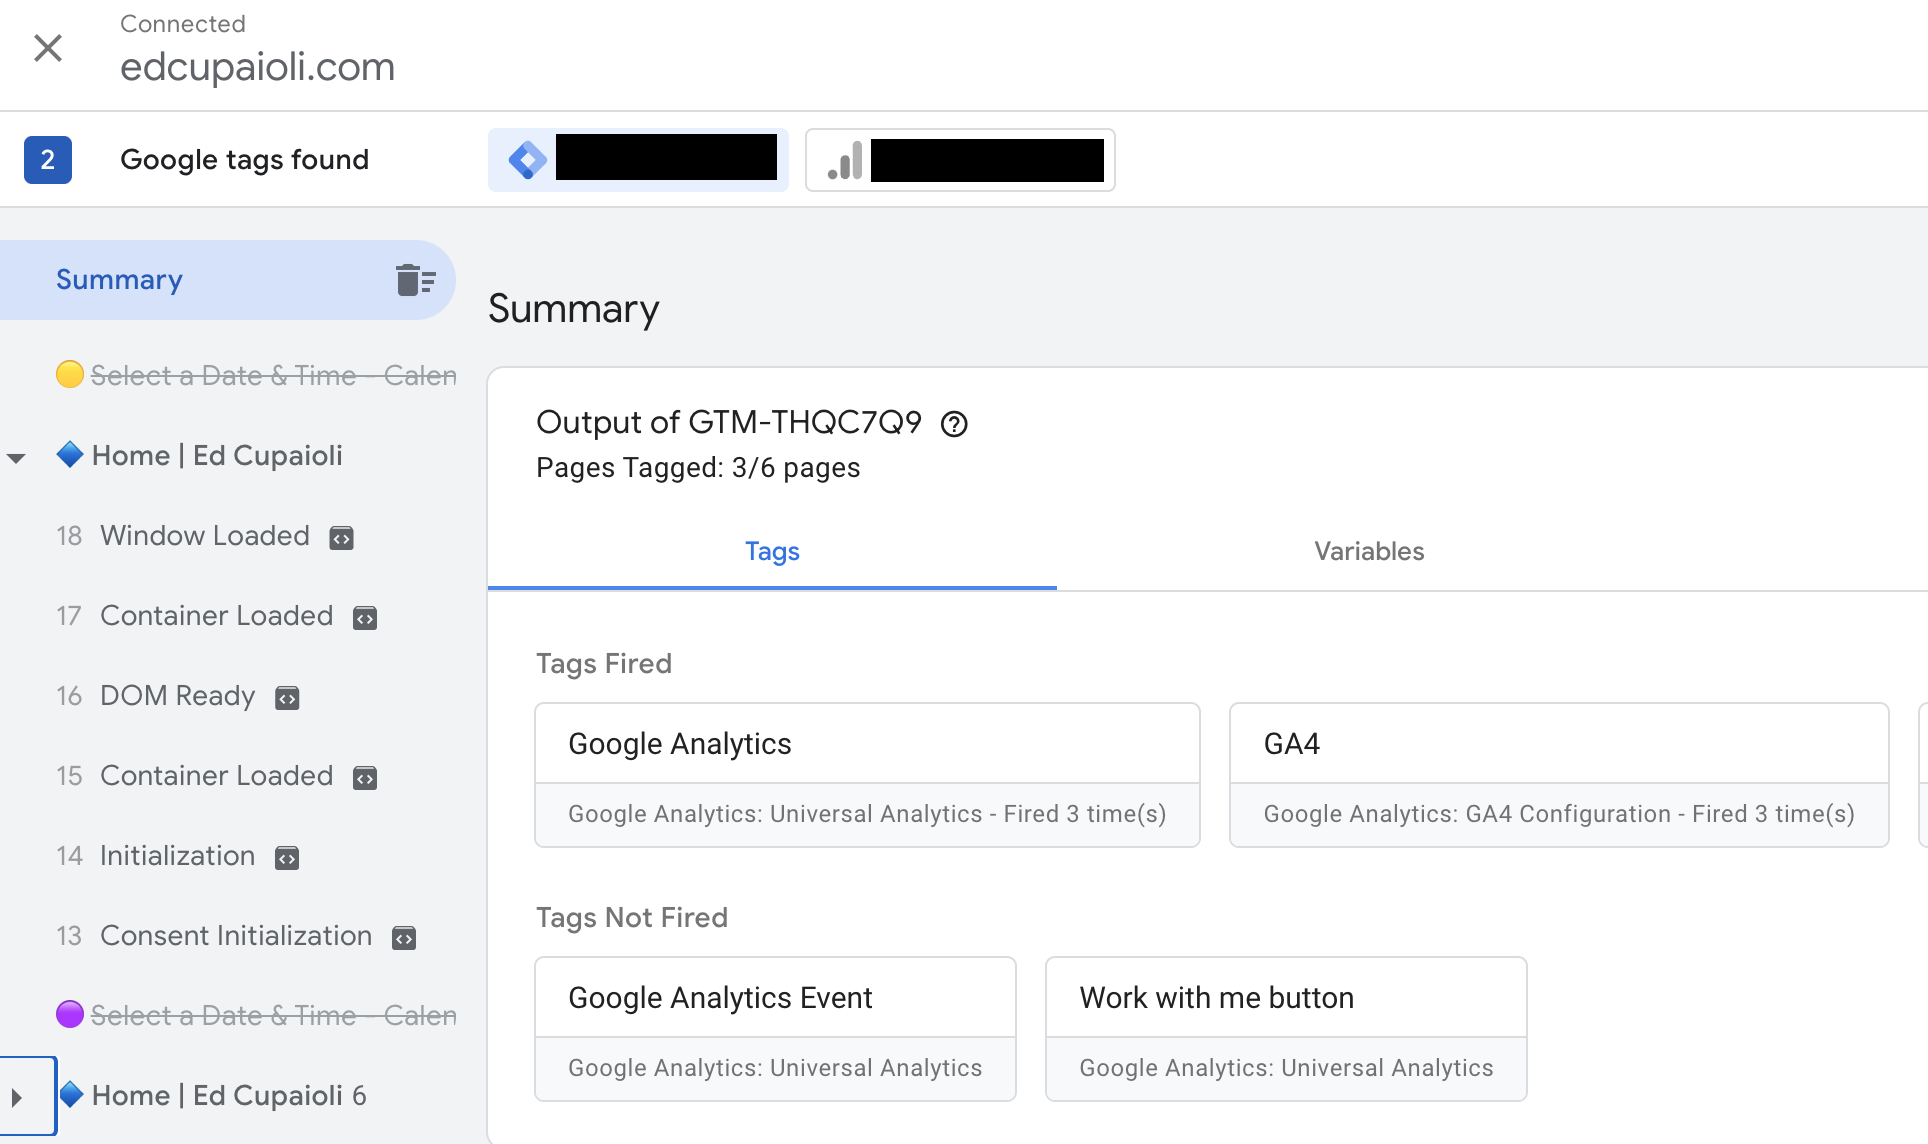 Connected
edcupaioli.com
2 Google tags found
Summary
Select a Date & Time - Calen
Home | Ed Cupaioli
18 Window Loaded
17 Container Loaded
16 DOM Ready
15 Container Loaded
14 Initialization
13 Consent Initialization
Select a Date & Time - Calen
Home | Ed Cupaioli 6
Summary
Output of GTM-THQC7Q9
Pages Tagged: 3/6 pages
Tags Variables
Tags Fired
Google Analytics
Google Analytics: Universal Analytics - Fired 3 time(s)
GA4
Google Analytics: GA4 Configuration - Fired 3 time(s)
Tags Not Fired
Google Analytics Event
Google Analytics: Universal Analytics
Work with me button
Google Analytics: Universal Analytics